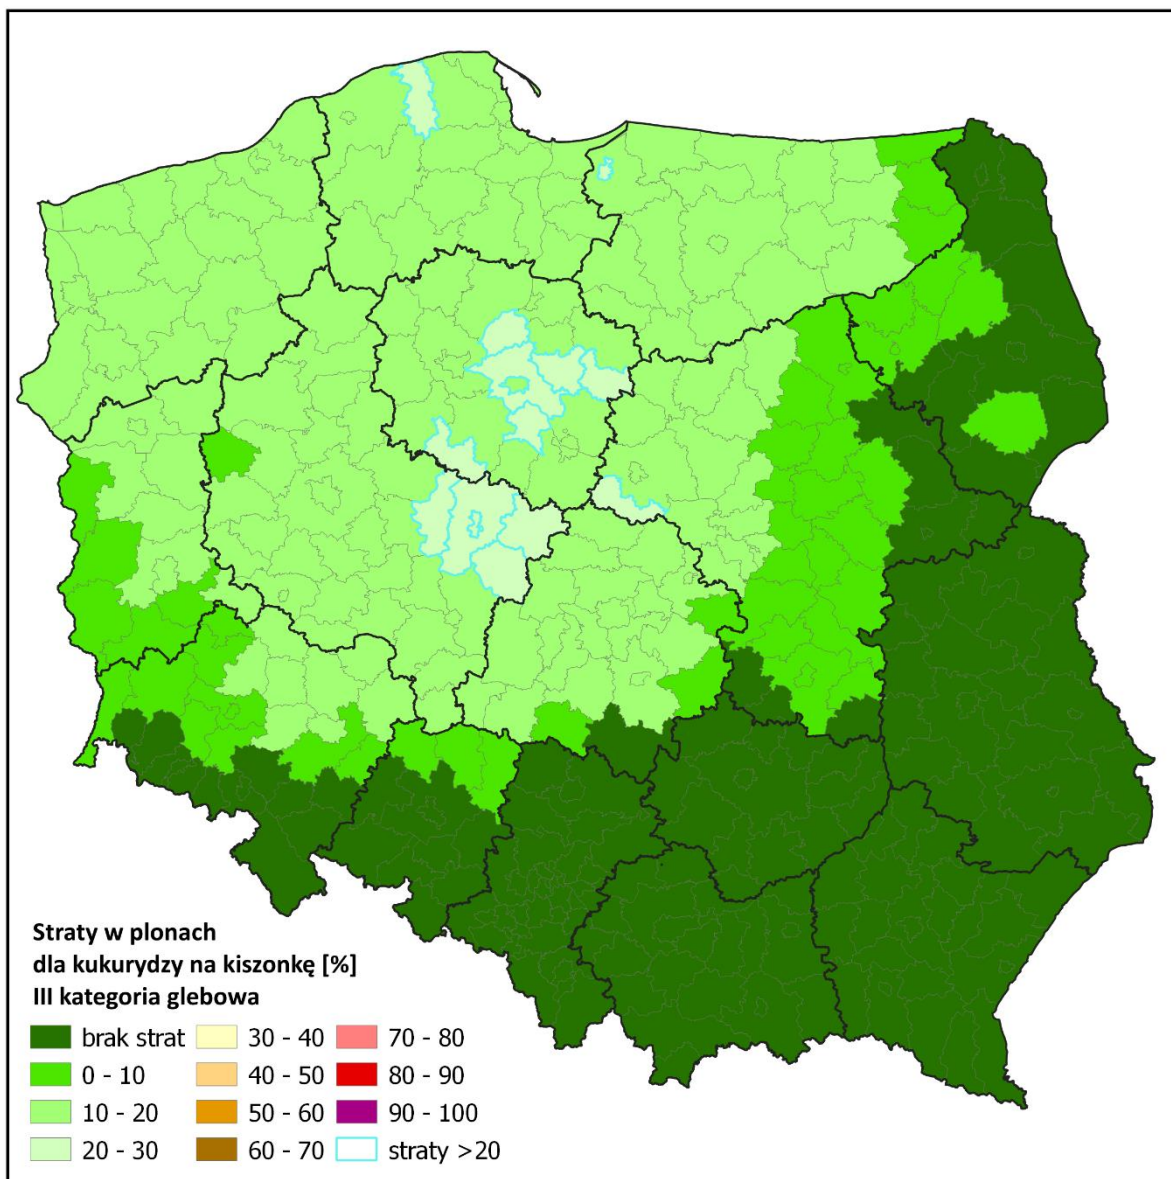 Straty w plonach
dla kukurydzy na kiszonkę [%]
III kategoria glebowa
brak strat 30 - 40 70 - 80
0 - 10 40 - 50 80 - 90
10 - 20 50 - 60 90 - 100
20 - 30 60 - 70 straty >20